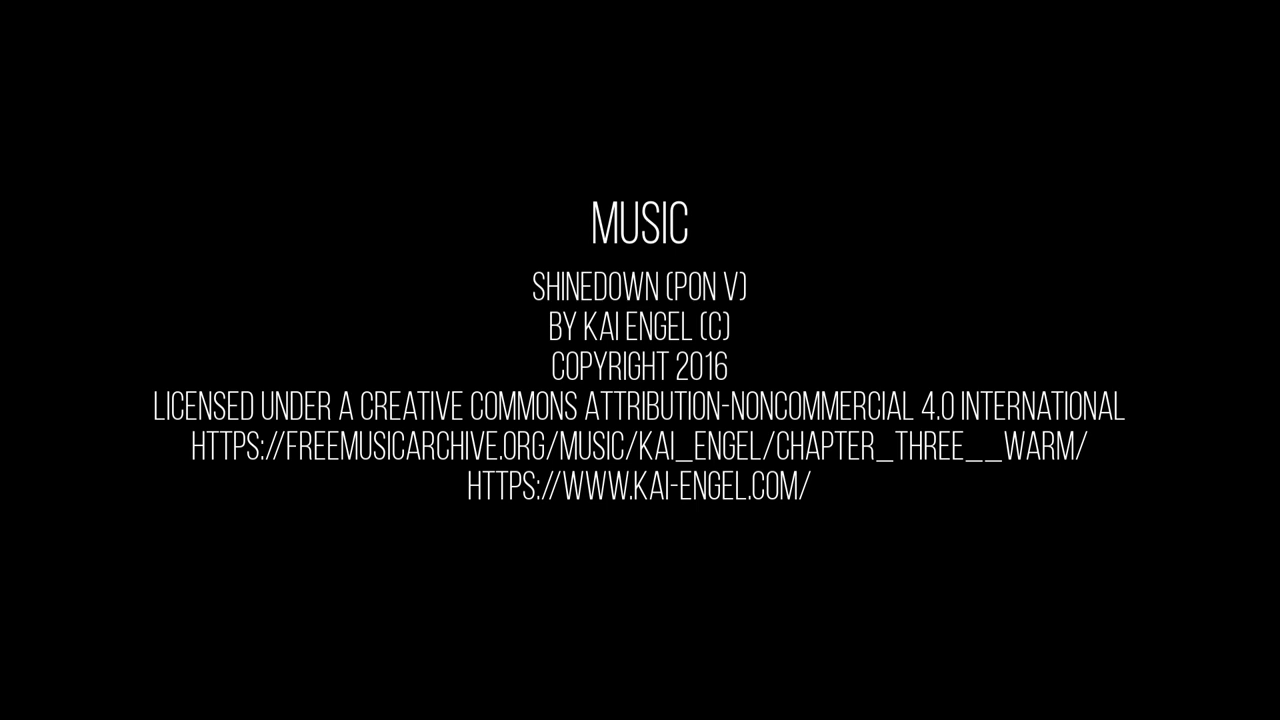 MUSIC
SHINEDOWN (PON V)
BY KAI ENGEL (C)
COPYRIGHT 2016
LICENSED UNDER A CREATIVE COMMONS ATTRIBUTION-NONCOMMERCIAL 4.0 INTERNATIONAL
HTTPS://FREEMUSICARCHIVE.ORG/MUSIC/KAI_ENGEL/CHAPTER_THREE__WARM/
HTTPS://WWW.KAI-ENGEL.COM/